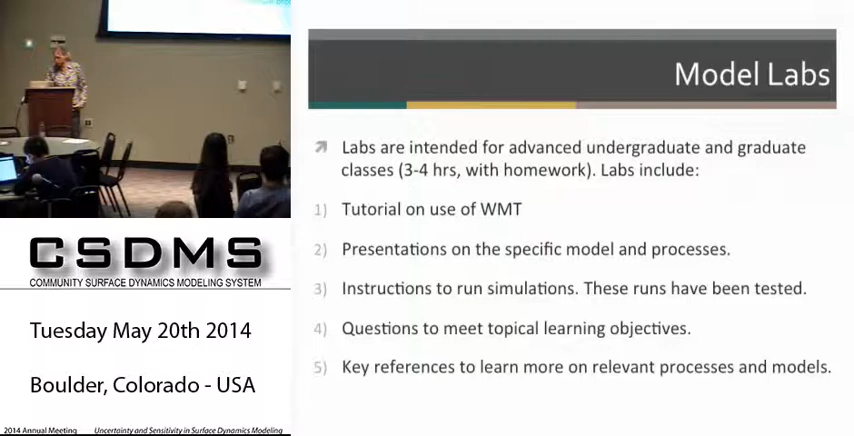 Model Labs
Labs are intended for advanced undergraduate and graduate
classes (3-4 hrs, with homework). Labs include:
1) Tutorial on use of WMT
2) Presentations on the specific model and processes.
3) Instructions to run simulations. These runs have been tested.
4) Questions to meet topical learning objectives.
5) Key references to learn more on relevant processes and models.
CSDMS
COMMUNITY SURFACE DYNAMICS MODELING SYSTEM
Tuesday May 20th 2014
Boulder, Colorado - USA
2014 Annual Meeting Uncertainty and Sensitivity in Surface Dynamics Modeling